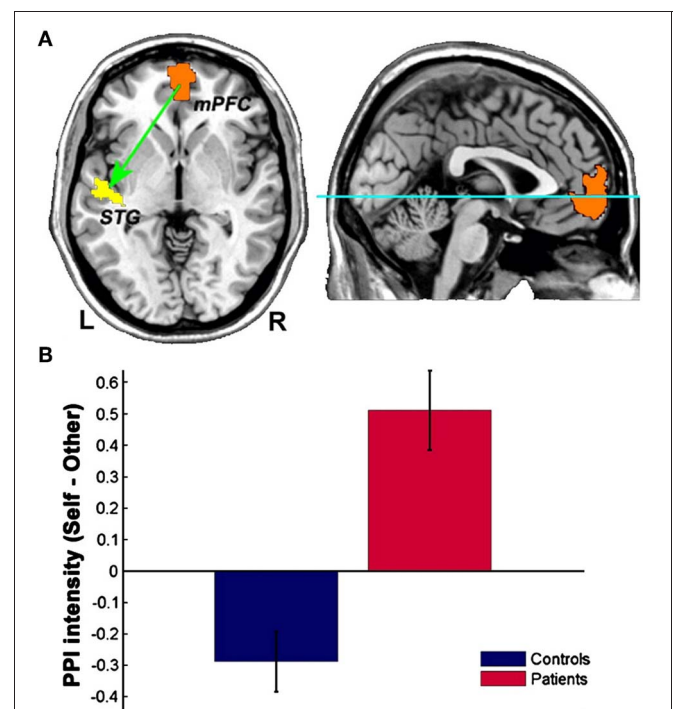 A
mPFC
STG
L R
B
PPI intensity (Self - Other)
0.6
0.5
0.4
0.3
0.2
0.1
0
-0.1
-0.2
-0.3
-0.4
Controls
Patients